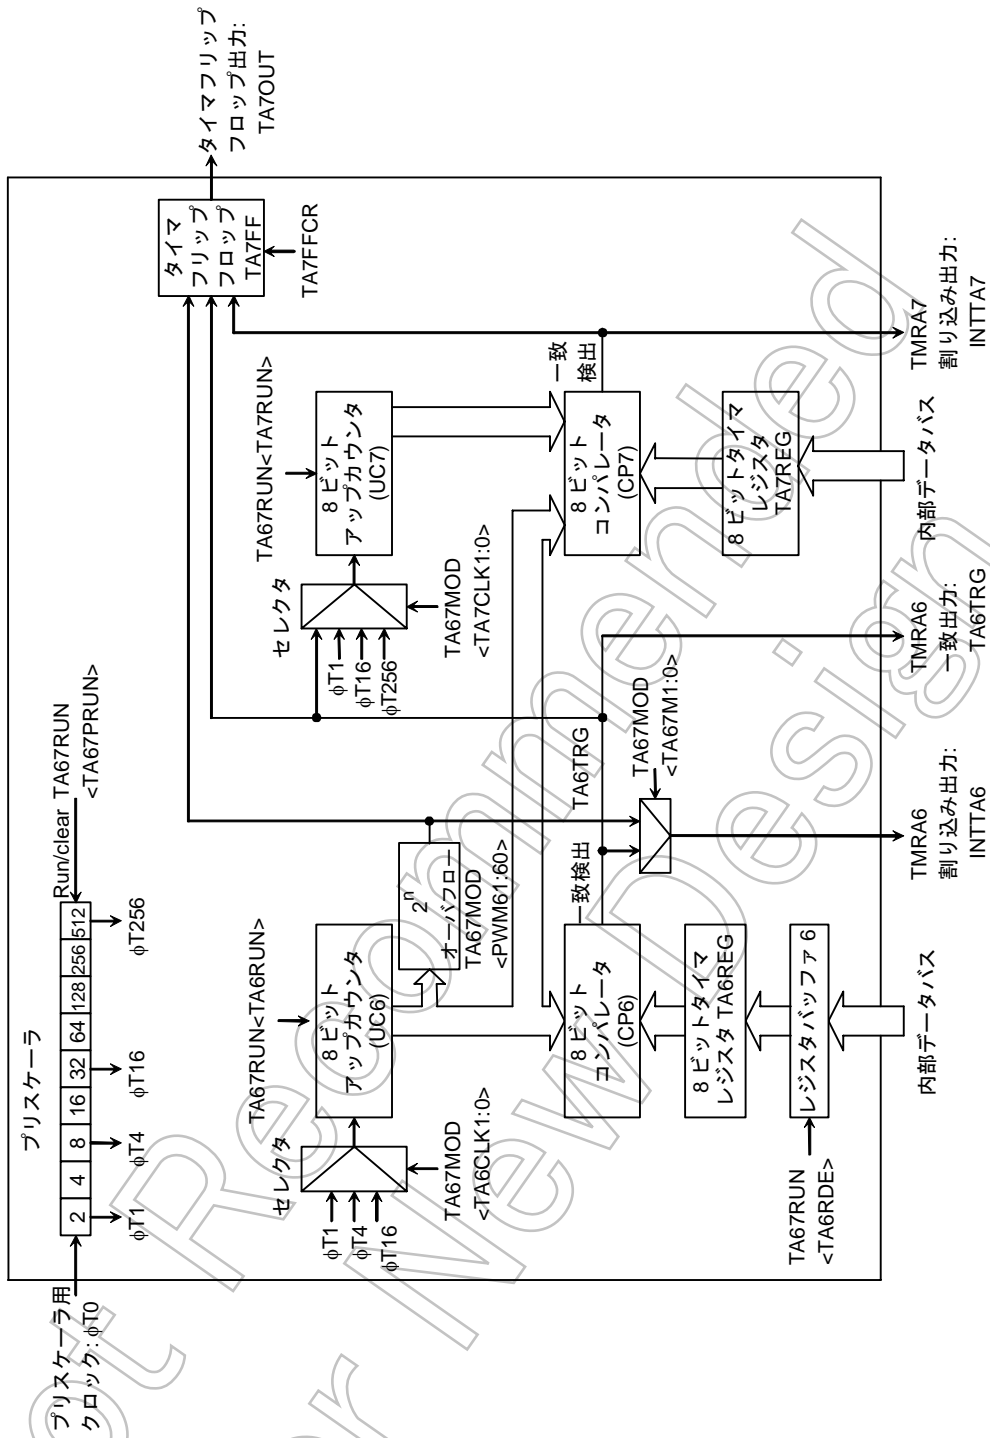 プリスケーラ
プリスケーラ用
クロック: φT0
2
4
8
16
32
64
128
256
512
Run/clear
TA67RUN
<TA67PRUN>
φT1
φT4
φT16
φT256
セレクタ
φT1
φT4
φT16
TA67MOD
<TA6CLK1:0>
TA67RUN<TA6RUN>
8 ビット
アップカウンタ
(UC6)
2n
オーバフロー
TA67MOD
<PWM61:60>
セレクタ
φT1
φT16
φT256
TA67MOD
<TA7CLK1:0>
TA67RUN<TA7RUN>
8 ビット
アップカウンタ
(UC7)
タイマ
フリップ
フロップ
TA7FF
TA7FFCR
タイマフリップ
フロップ出力:
TA7OUT
8 ビット
コンパレータ
(CP6)
一致検出
TA6TRG
8 ビット
コンパレータ
(CP7)
一致
検出
TA67MOD
<TA67M1:0>
8 ビットタイマ
レジスタ TA6REG
レジスタバッファ 6
TA67RUN
<TA6RDE>
8 ビットタイマ
レジスタ
TA7REG
内部データバス
TMRA6
割り込み出力:
INTTA6
TMRA6
一致出力:
TA6TRG
内部データバス
TMRA7
割り込み出力:
INTTA7
Not Recommended
for New Design